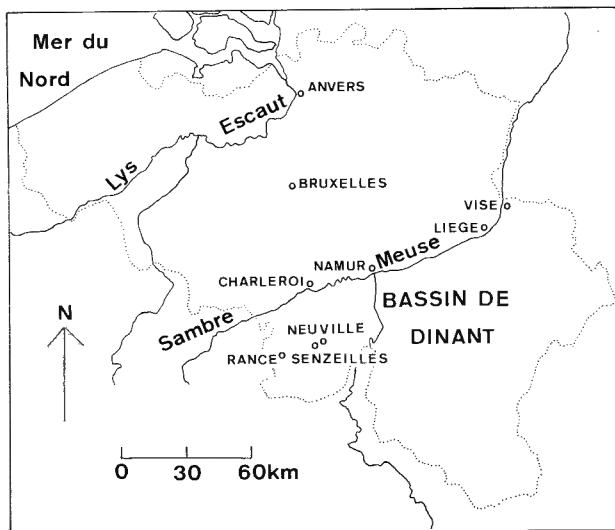 Mer du
Nord
ANVERS
Escaut
Lys
BRUXELLES
VISE
LIEGE
Meuse
NAMUR
CHARLEROI
BASSIN DE
DINANT
N
Sambre
NEUVILLE
RANCE SENZEILLES
0 30 60km